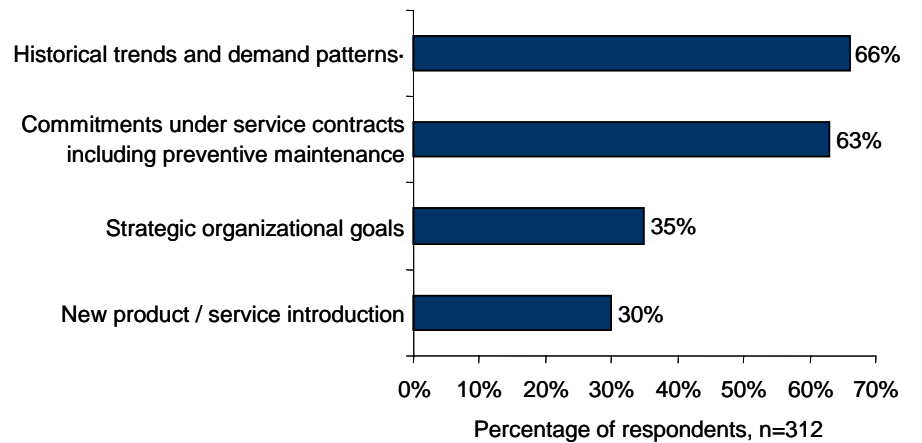 Historical trends and demand patterns
66%
Commitments under service contracts
including preventive maintenance
63%
Strategic organizational goals
35%
New product / service introduction
30%
0% 10% 20% 30% 40% 50% 60% 70%
Percentage of respondents, n=312